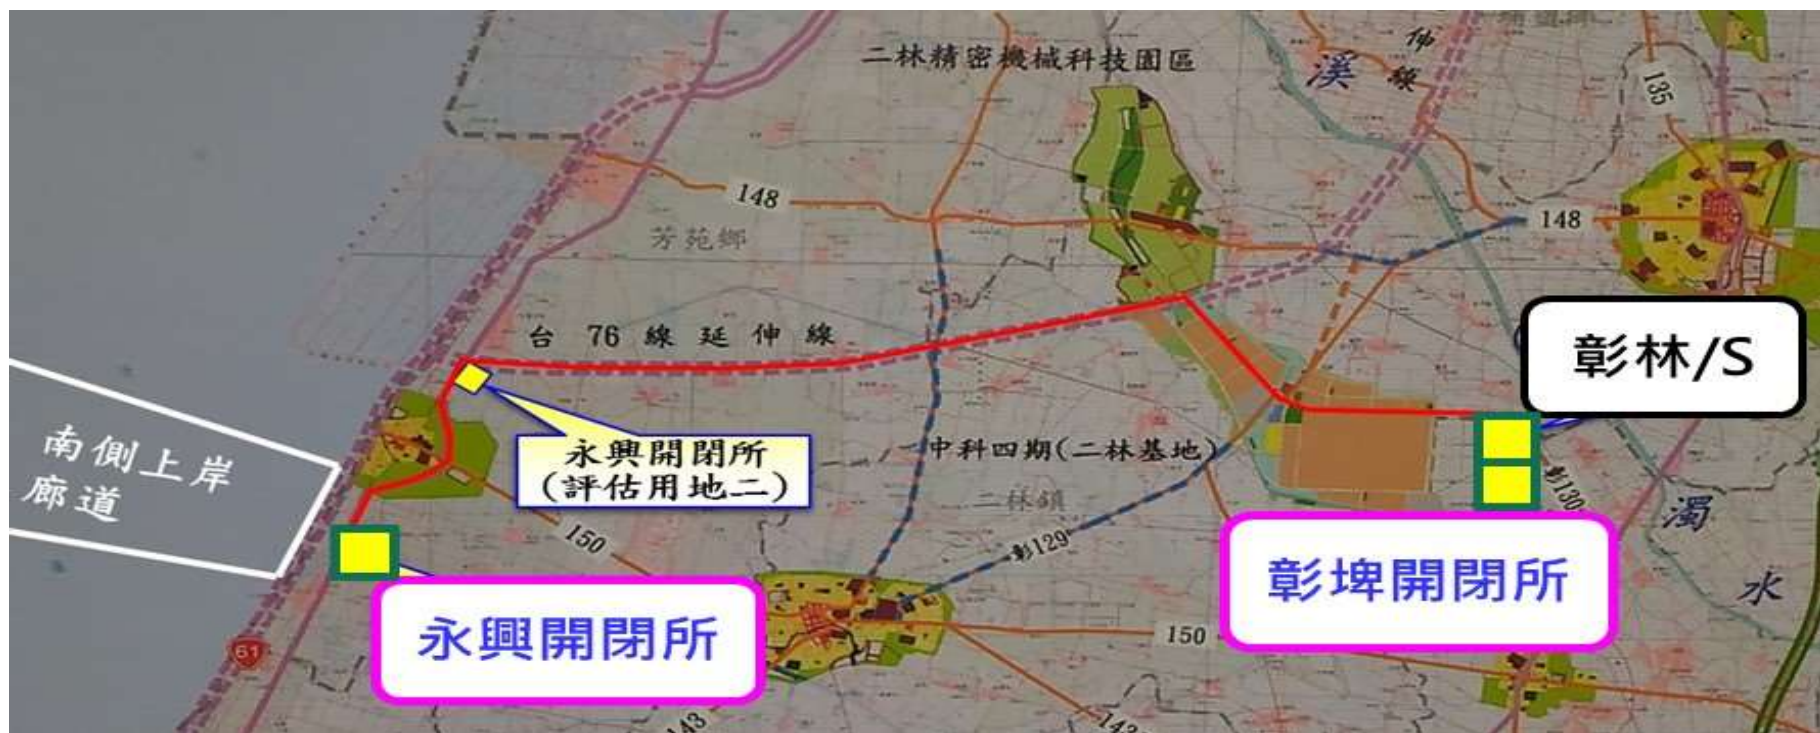 二林精密機械科技園區
伸
線
溪
135
148
148
芳苑鄉
台 76 線 延 伸 線
彰林/S
永興開閉所
(評估用地二)
中科四期(二林基地)
南側上岸
廊道
二林鎮
彰130
濁
150
彰129
彰埤開閉所
水
永興開閉所
150
61
143
143